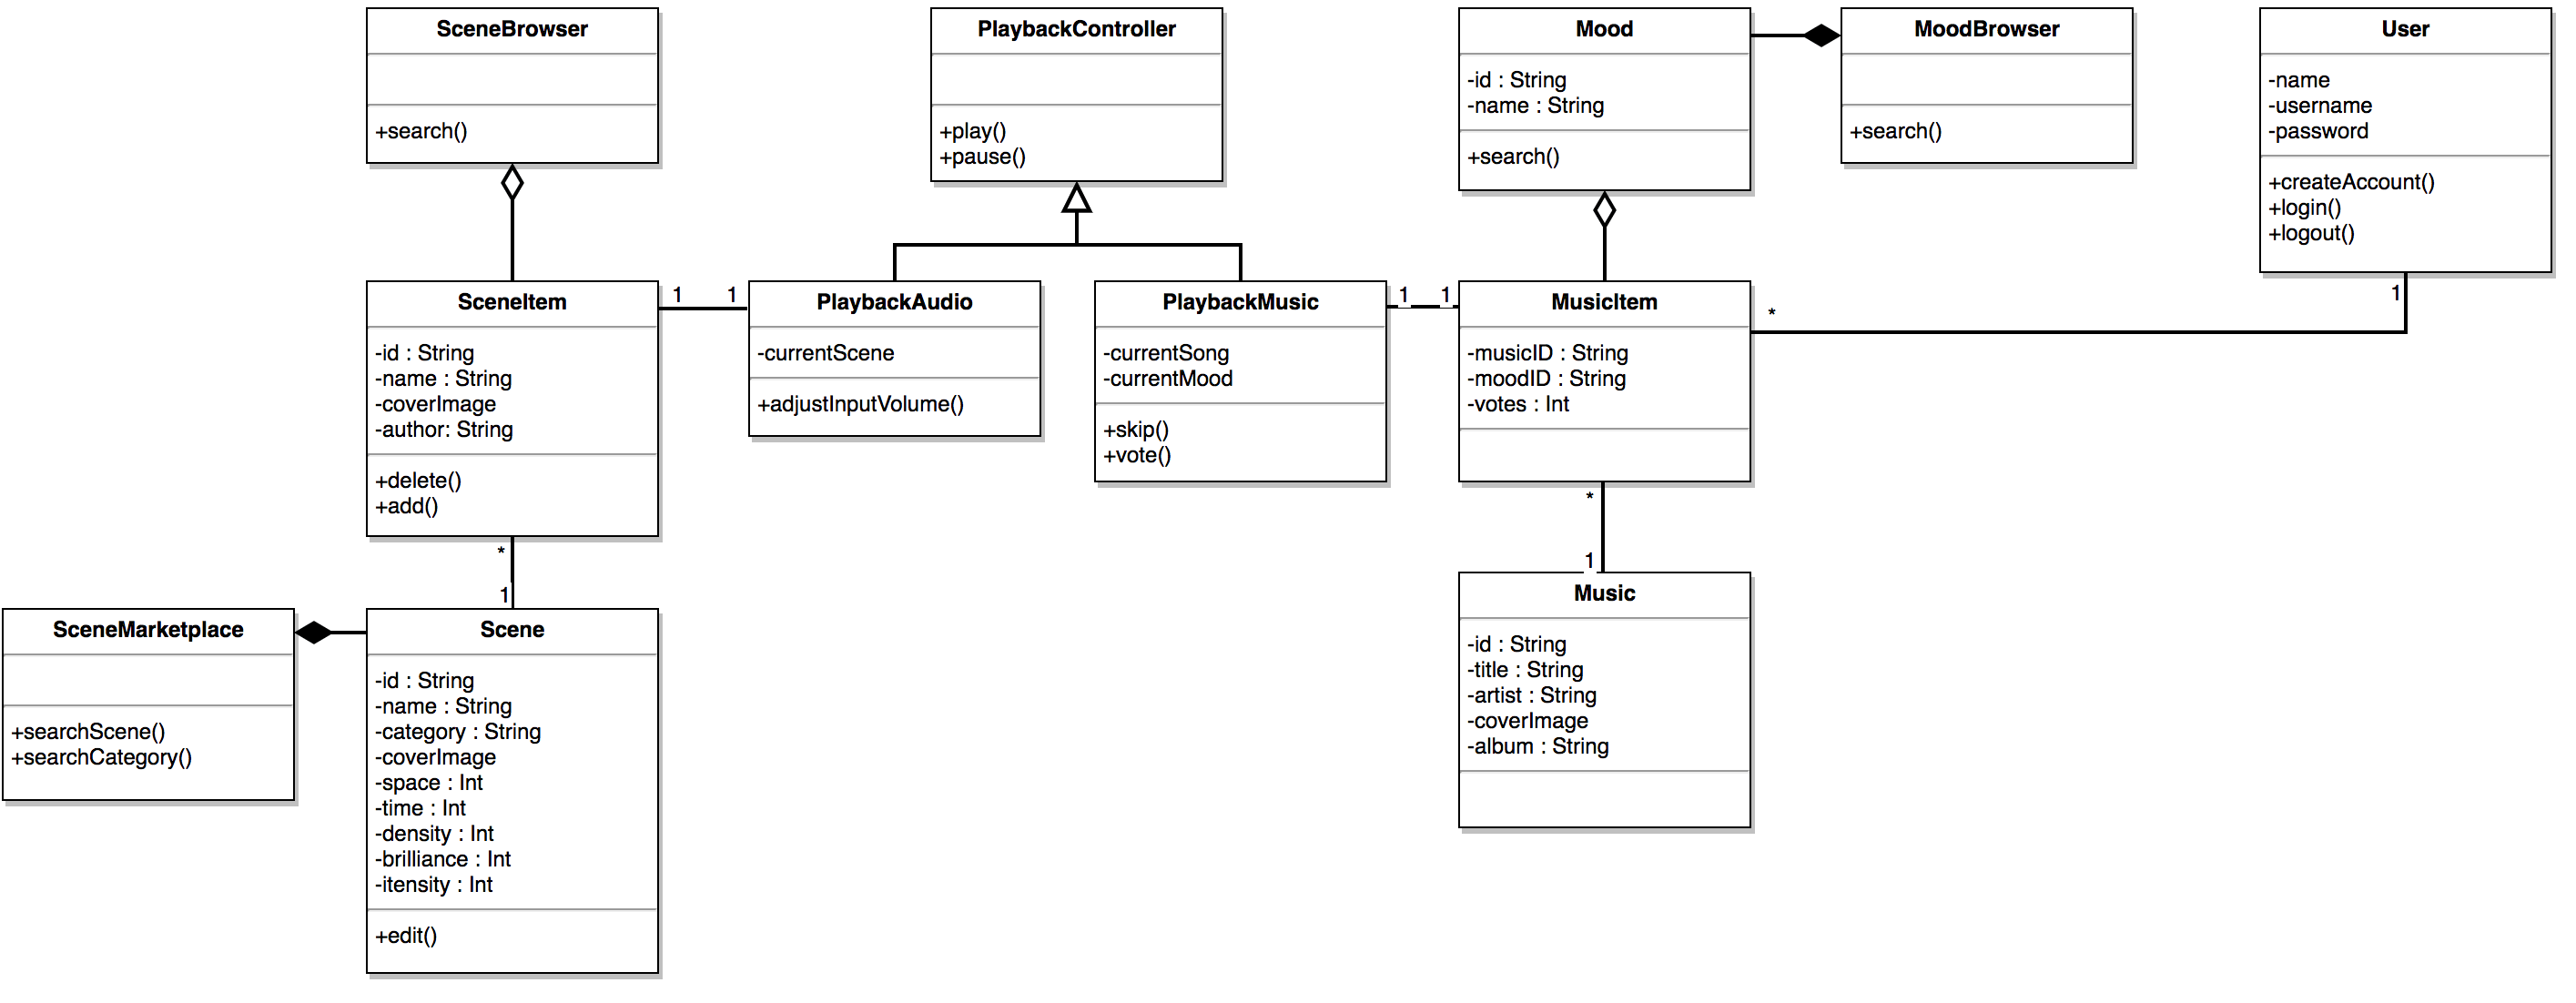 SceneBrowser
+search()
PlaybackController
+play()
+pause()
Mood
-id : String
-name : String
+search()
MoodBrowser
+search()
User
-name
-username
-password
+createAccount()
+login()
+logout()
SceneItem
-id : String
-name : String
-coverImage
-author: String
+delete()
+add()
1
1
PlaybackAudio
-currentScene
+adjustInputVolume()
PlaybackMusic
-currentSong
-currentMood
+skip()
+vote()
1
1
MusicItem
-musicID : String
-moodID : String
-votes : Int
*
1
*
1
*
1
SceneMarketplace
+searchScene()
+searchCategory()
Scene
-id : String
-name : String
-category : String
-coverImage
-space : Int
-time : Int
-density : Int
-brilliance : Int
-itensity : Int
+edit()
Music
-id : String
-title : String
-artist : String
-coverImage
-album : String